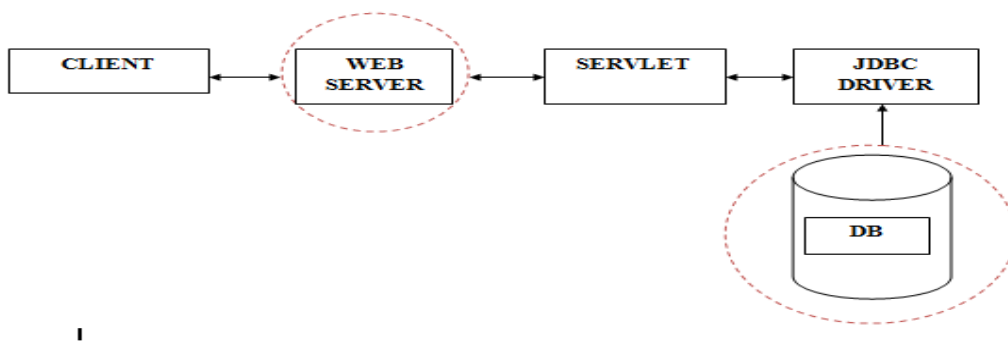 CLIENT
WEB
SERVER
SERVLET
JDBC
DRIVER
DB